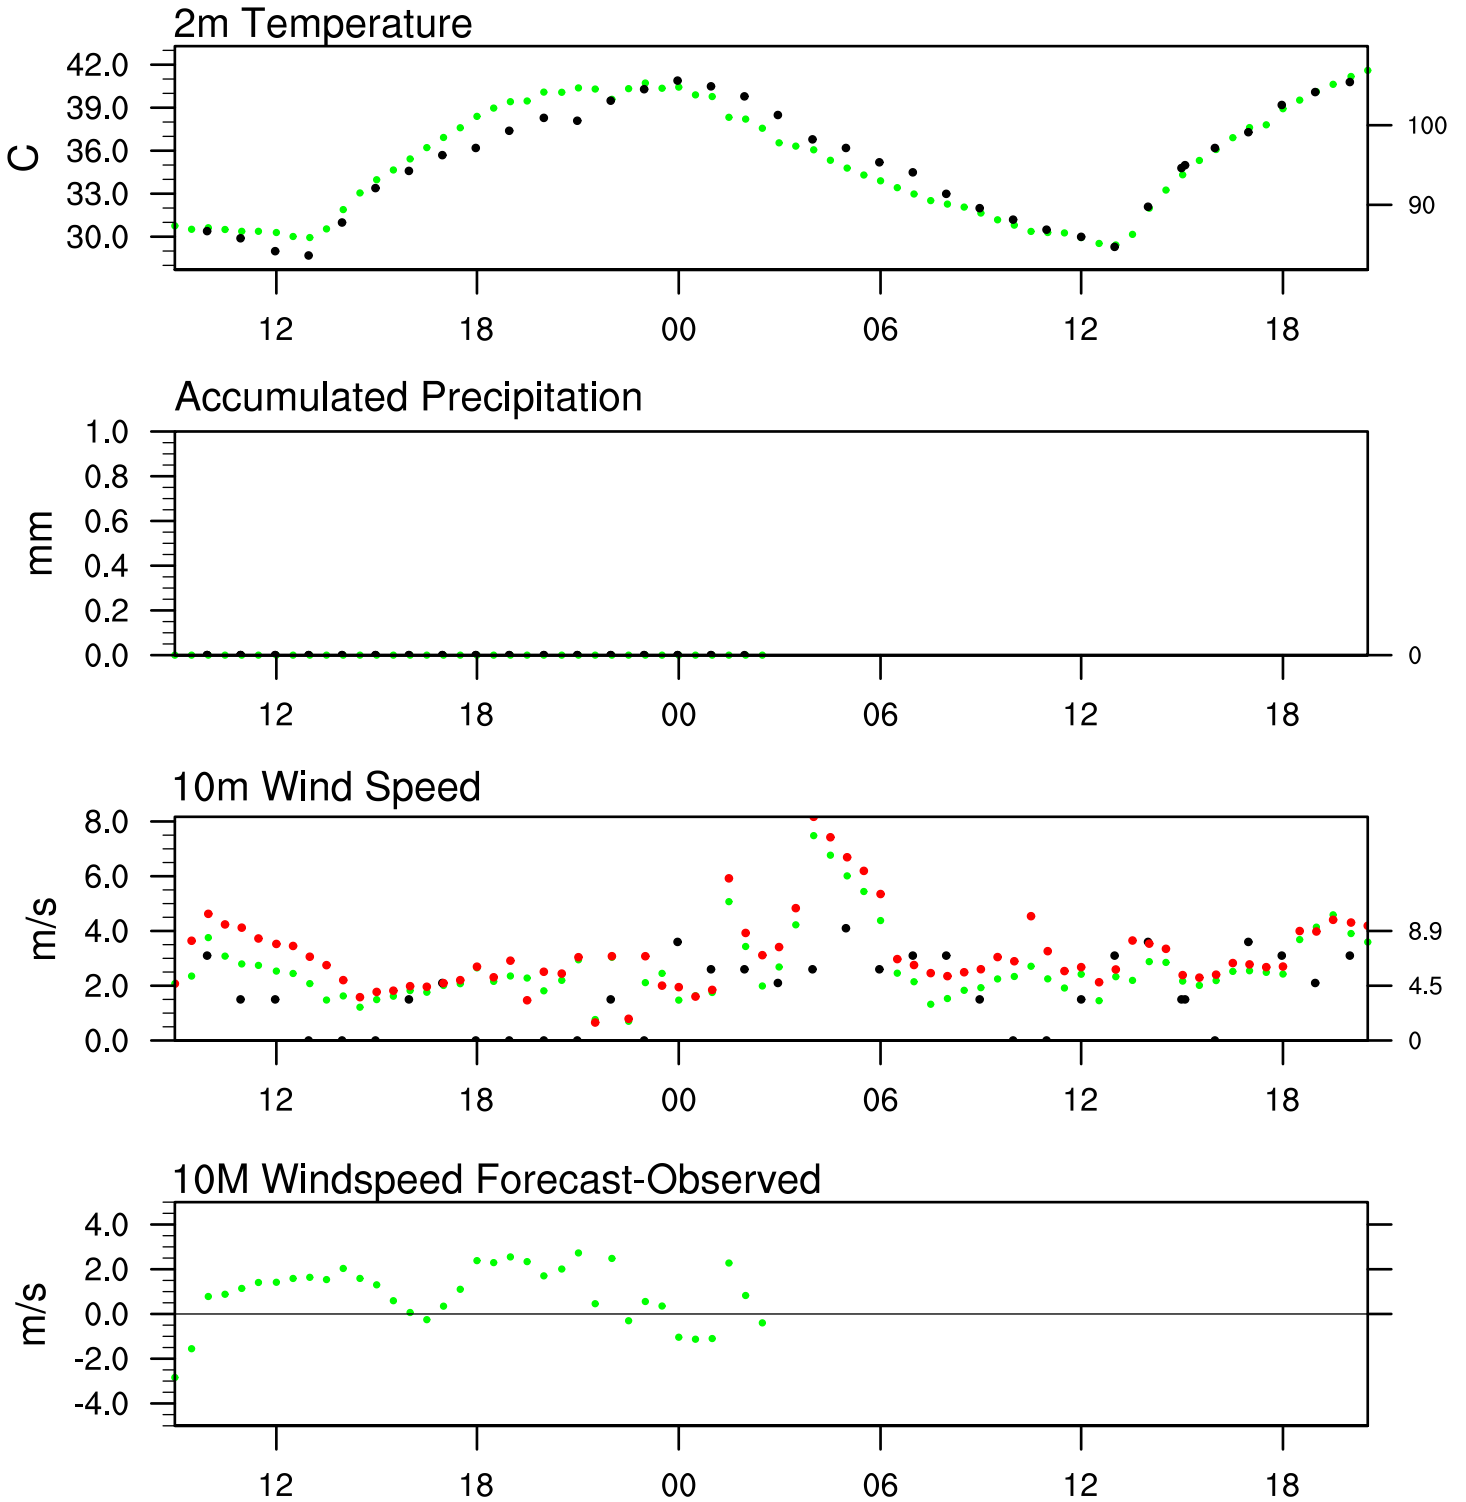 2m Temperature
42.0
39.0
36.0
33.0
30.0
C
100
90
12 18 00 06 12 18
Accumulated Precipitation
1.0
0.8
0.6
0.4
0.2
0.0
mm
0
12 18 00 06 12 18
10m Wind Speed
8.0
6.0
4.0
2.0
0.0
m/s
8.9
4.5
0
12 18 00 06 12 18
10M Windspeed Forecast-Observed
4.0
2.0
0.0
-2.0
-4.0
m/s
12 18 00 06 12 18